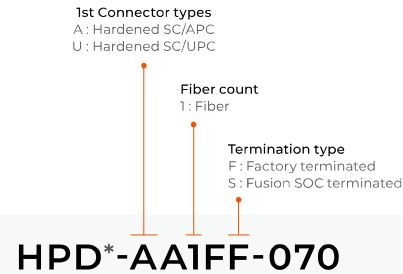 1st Connector types
A : Hardened SC/APC
U : Hardened SC/UPC
Fiber count
1 : Fiber
Termination type
F : Factory terminated
S : Fusion SOC terminated
HPD*-AA1FF-070